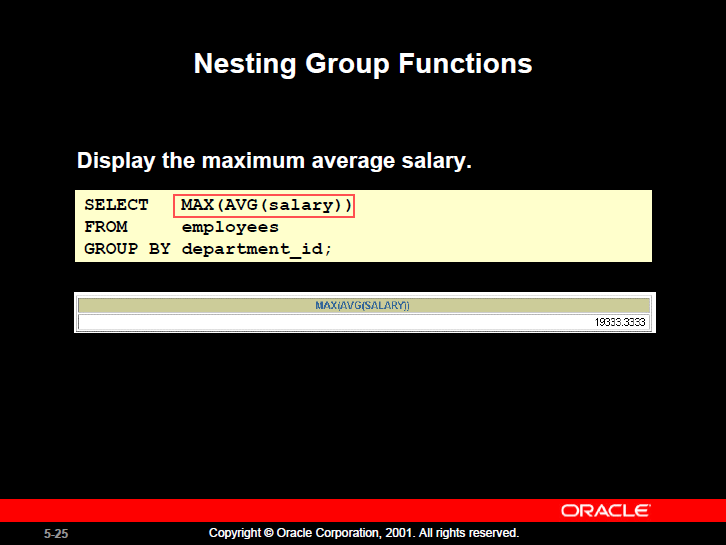 Nesting Group Functions
Display the maximum average salary.
SELECT MAX(AVG(salary))
FROM employees
GROUP BY department_id;
MAX(AVG(SALARY))
19333.3333
ORACLE
5-25
Copyright © Oracle Corporation, 2001. All rights reserved.